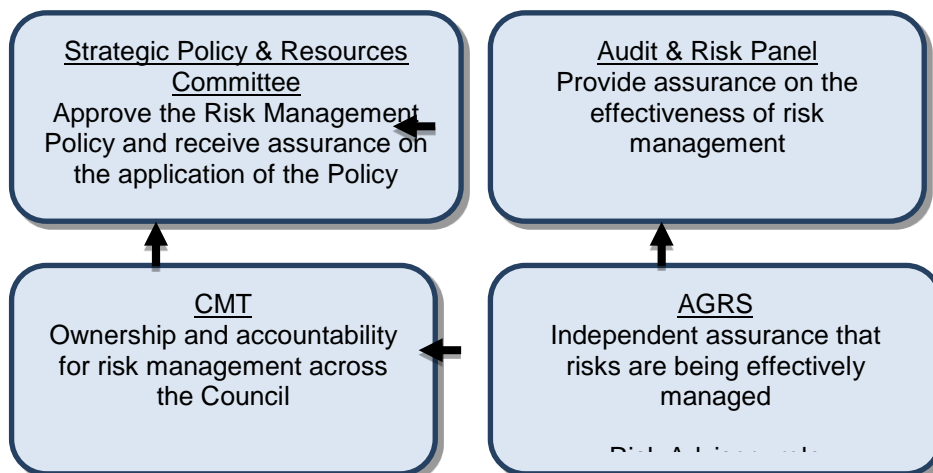 Strategic Policy & Resources
Committee
Approve the Risk Management
Policy and receive assurance on
the application of the Policy
Audit & Risk Panel
Provide assurance on the
effectiveness of risk
management
CMT
Ownership and accountability
for risk management across
the Council
AGRS
Independent assurance that
risks are being effectively
managed